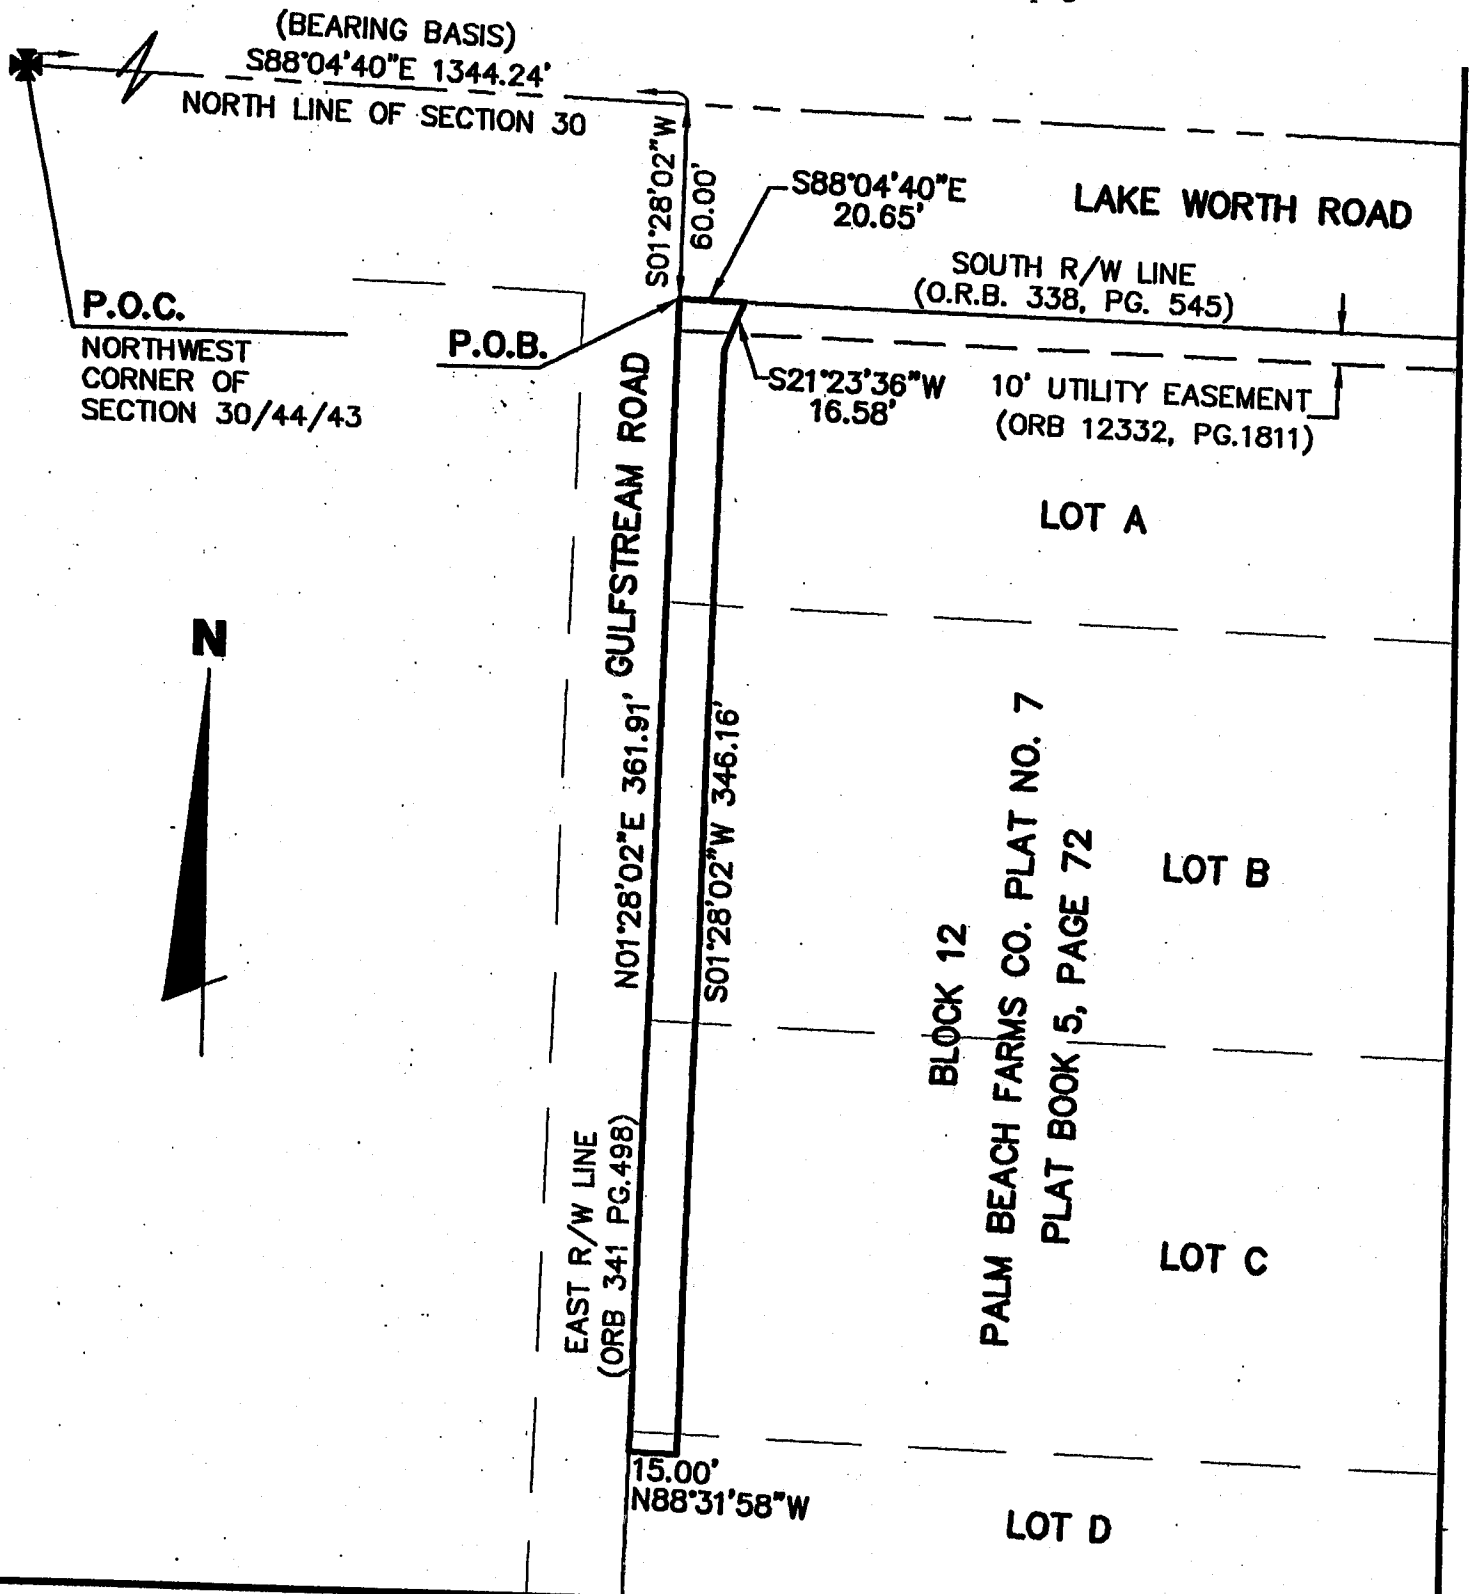 (BEARING BASIS)
S88°04'40"E 1344.24'
NORTH LINE OF SECTION 30
S01°28'02"W
60.00'
S88°04'40"E
20.65'
LAKE WORTH ROAD
SOUTH R/W LINE
(O.R.B. 338, PG. 545)
P.O.C.
NORTHWEST
CORNER OF
SECTION 30/44/43
P.O.B.
S21°23'36"W
16.58'
10' UTILITY EASEMENT
(ORB 12332, PG.1811)
LOT A
GULFSTREAM ROAD
N
N01°28'02"E 361.91'
S01°28'02"W 346.16'
BLOCK 12
PALM BEACH FARMS CO. PLAT NO. 7
PLAT BOOK 5, PAGE 72
LOT B
EAST R/W LINE
(ORB 341 PG.498)
LOT C
15.00'
N88°31'58"W
LOT D